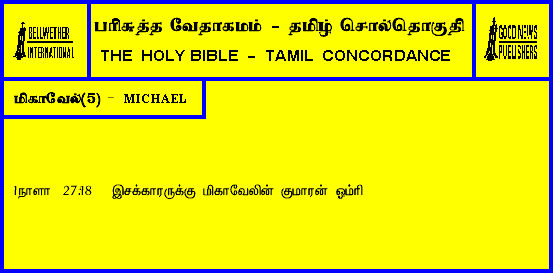 BELLWETHER
INTERNATIONAL
பரிசுத்த வேதாகமம் - தமிழ் சொல்தொகுதி
THE HOLY BIBLE - TAMIL CONCORDANCE
GOOD NEWS
PUBLISHERS
மிகாவேல்(5) - MICHAEL
1நாளா 27:18 இசக்காரருக்கு மிகாவேலின் குமாரன் ஓம்ரி